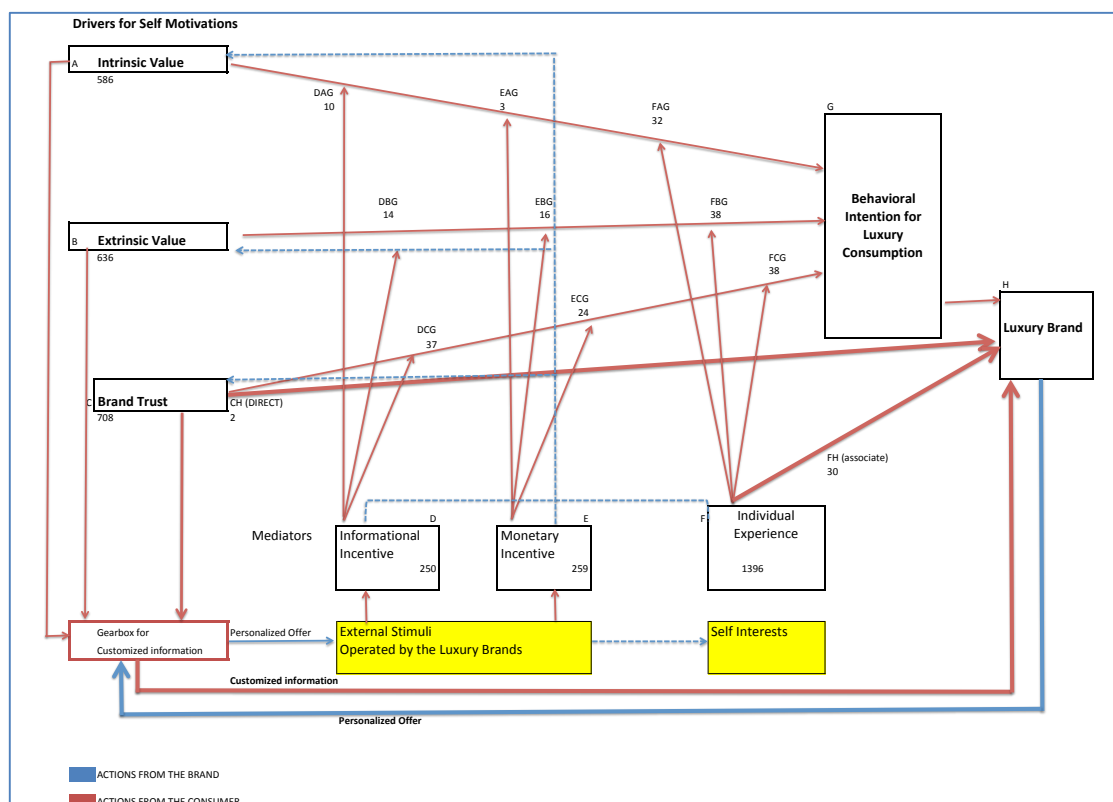 Drivers for Self Motivations
A
Intrinsic Value
586
DAG
10
EAG
3
FAG
32
G
Behavioral
Intention for
Luxury
Consumption
DBG
14
EBG
16
FBG
38
B
Extrinsic Value
636
FCG
38
H
Luxury Brand
ECG
24
DCG
37
C
Brand Trust
708
CH (DIRECT)
2
FH (associate)
30
Mediators
D
Informational
Incentive
250
E
Monetary
Incentive
259
F
Individual
Experience
1396
Gearbox for
Customized information
Personalized Offer
External Stimuli
Operated by the Luxury Brands
Self Interests
Customized information
Personalized Offer
ACTIONS FROM THE BRAND
ACTIONS FROM THE CONSUMER